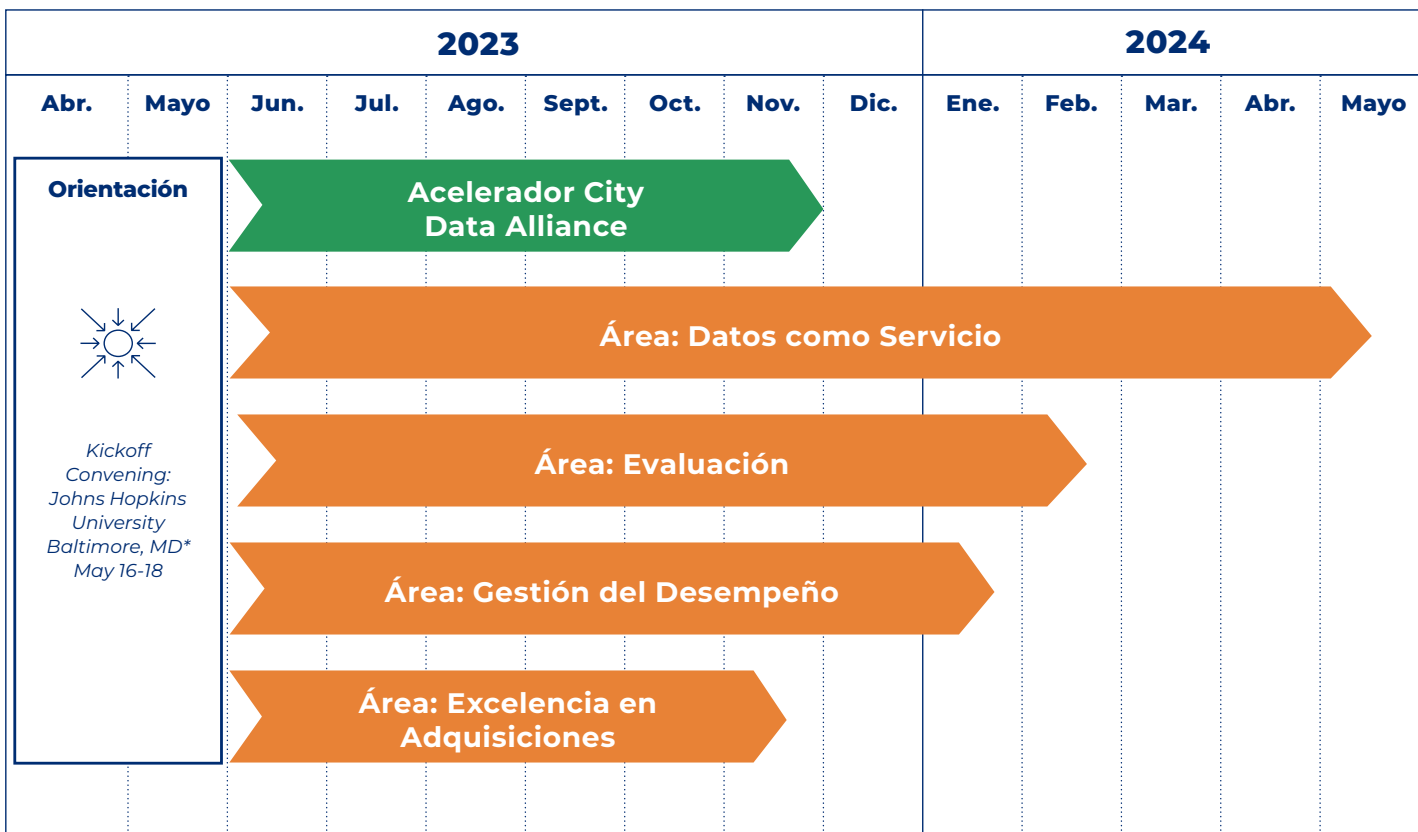 2023
2024
Abr.
Mayo
Jun.
Jul.
Ago.
Sept.
Oct.
Nov.
Dic.
Ene.
Feb.
Mar.
Abr.
Mayo
Orientación
Kickoff
Convening:
Johns Hopkins
University
Baltimore, MD*
May 16-18
Acelerador City
Data Alliance
Área: Datos como Servicio
Área: Evaluación
Área: Gestión del Desempeño
Área: Excelencia en
Adquisiciones